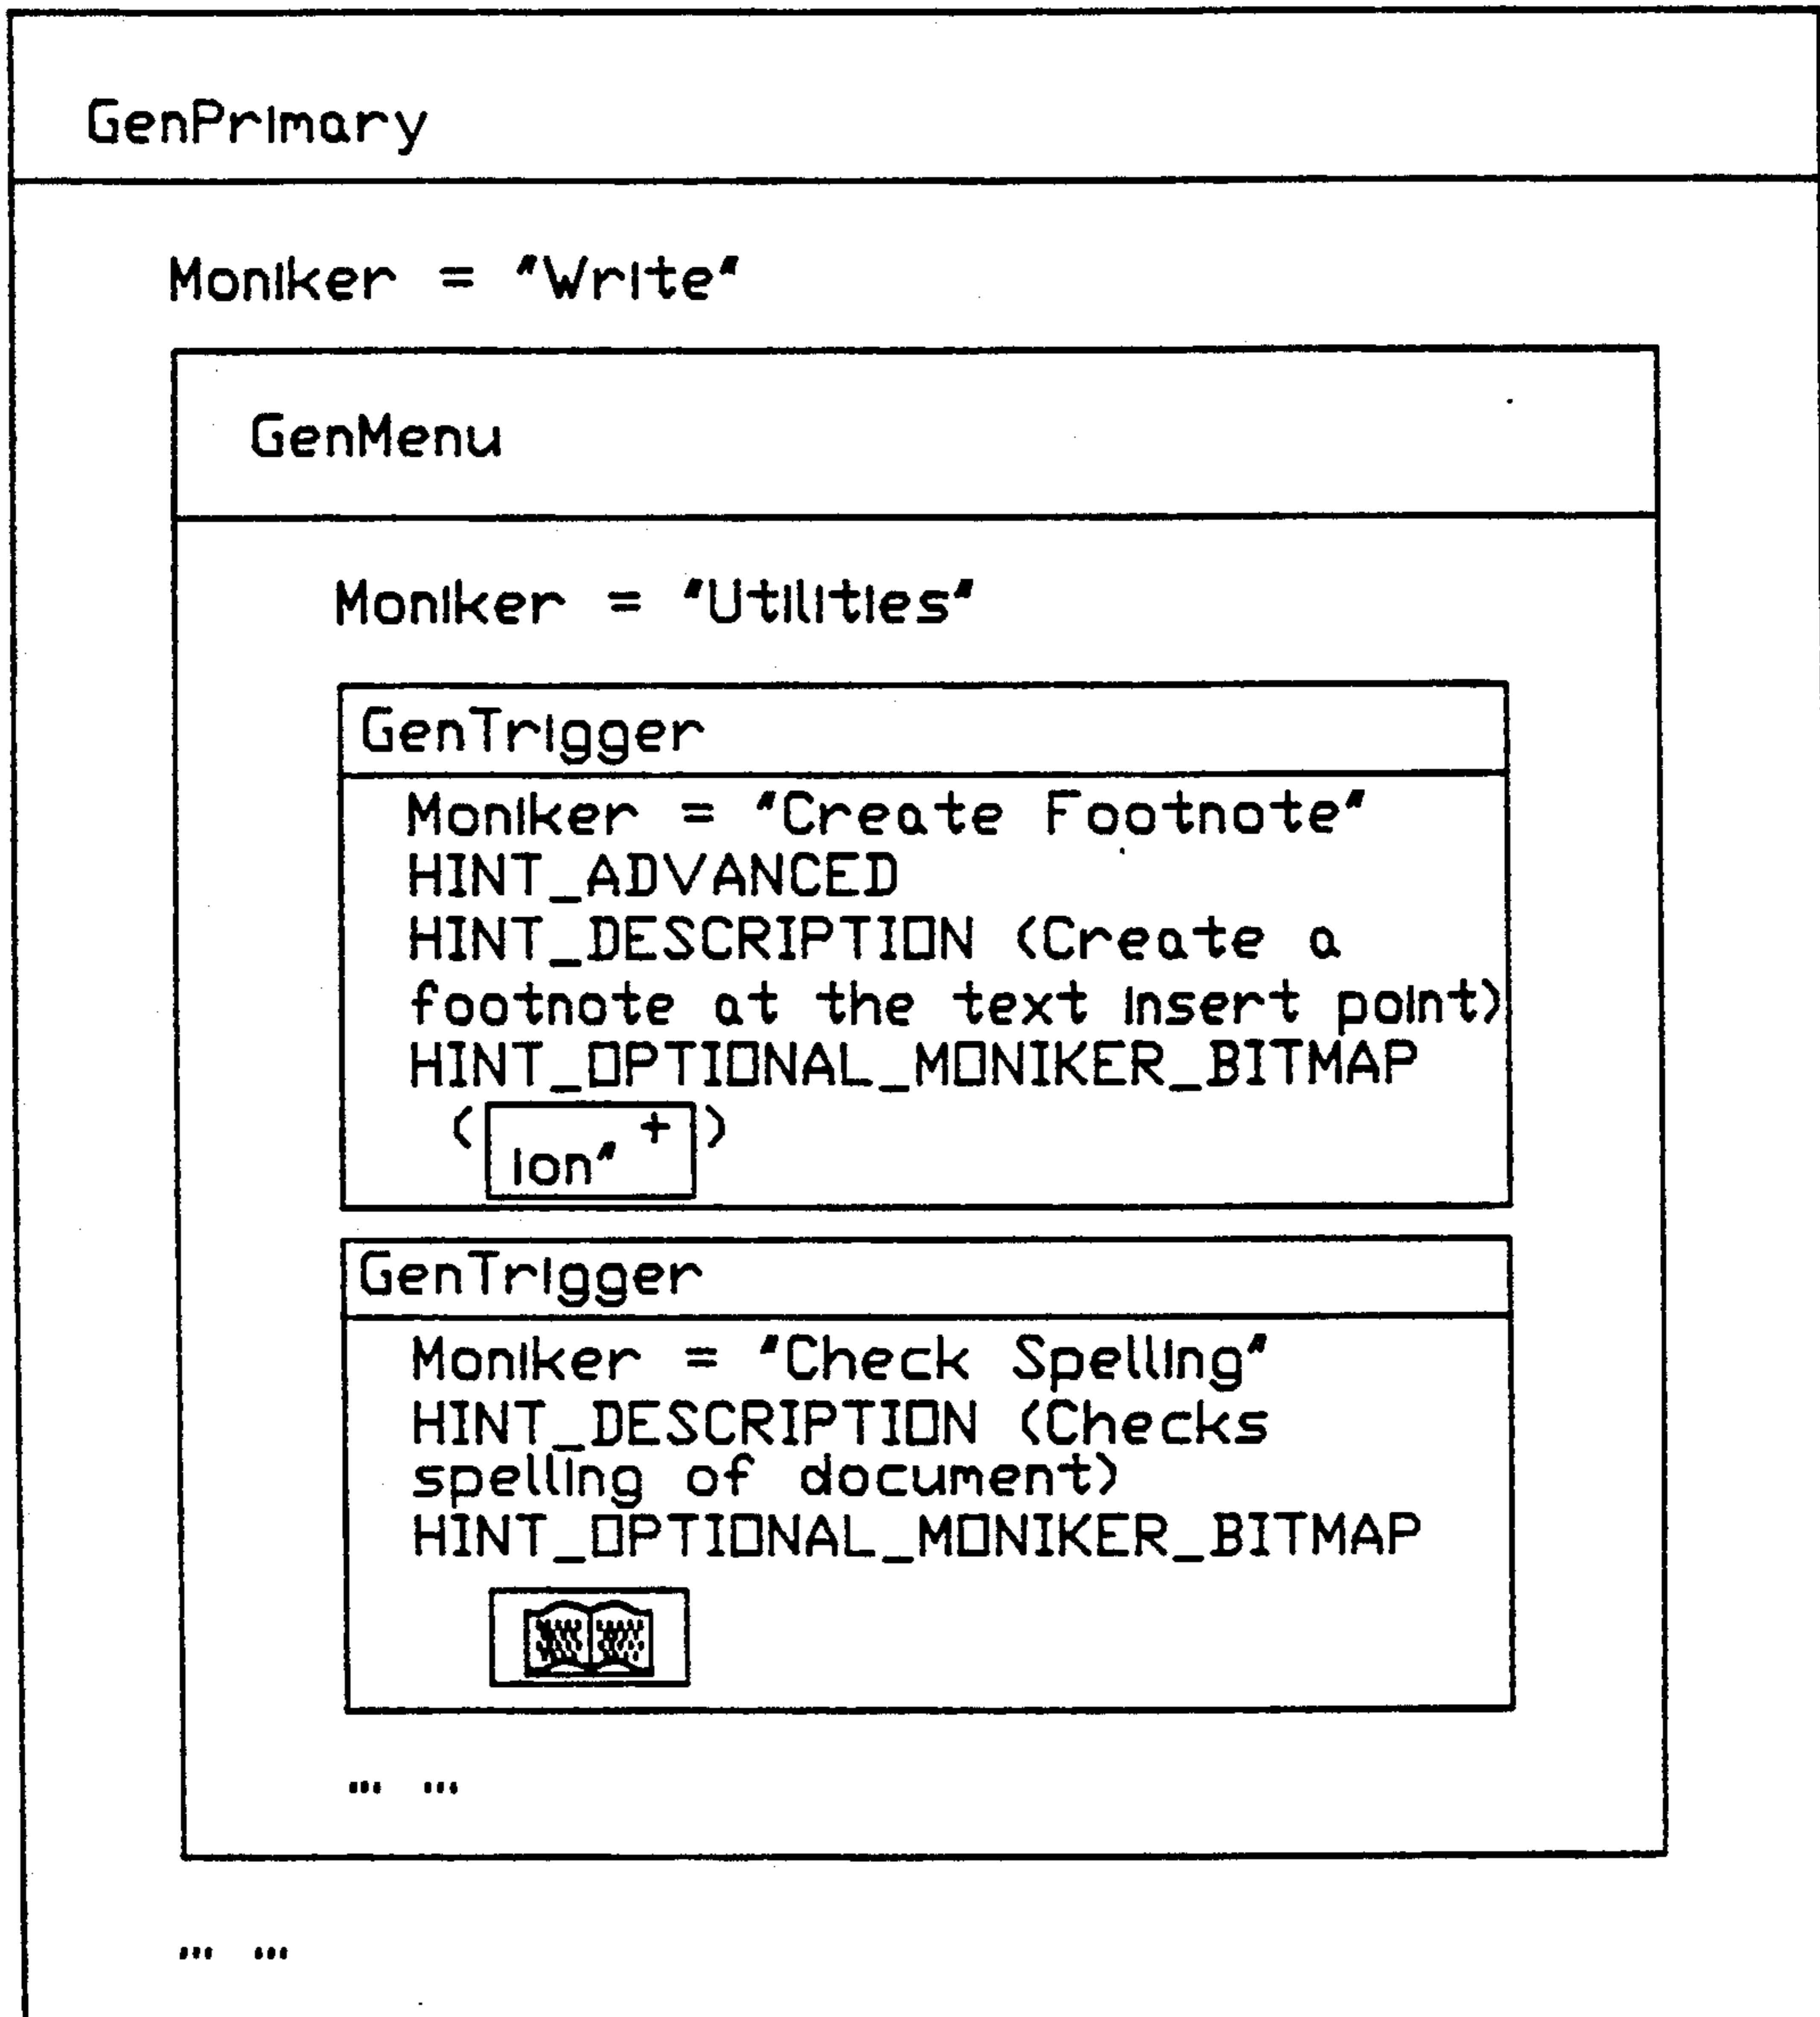 GenPrimary
Moniker = "Write"
GenMenu
Moniker = "Utilities"
GenTrigger
Moniker = "Create Footnote"
HINT_ADVANCED
HINT_DESCRIPTION (Create a
footnote at the text insert point)
HINT_OPTIONAL_MONIKER_BITMAP
( ion" + )
GenTrigger
Moniker = "Check Spelling"
HINT_DESCRIPTION (Checks
spelling of document)
HINT_OPTIONAL_MONIKER_BITMAP
... ...
... ...